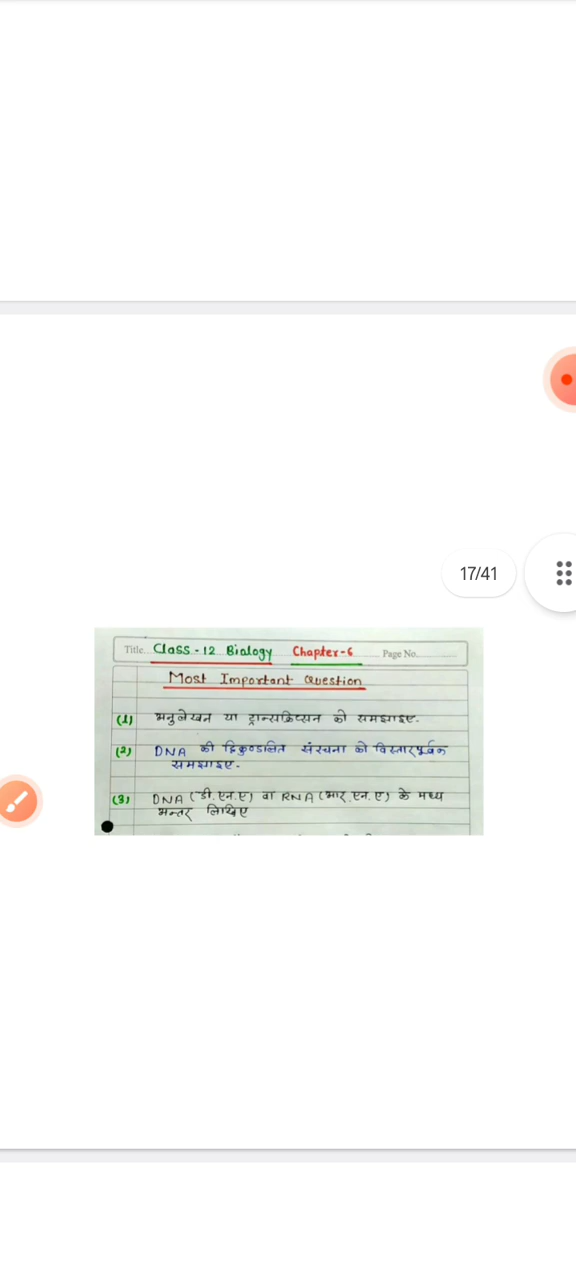 17/41
Title... Class-12 Biology Chapter-6 Page No.
Most Important Question
(1) अनुलेखन या ट्रान्सक्रिप्सन को समझाइए.
(2) DNA की द्विकुण्डलित संरचना को विस्तारपूर्वक
समझाइए.
(3) DNA (डी.एन.ए) वा RNA (आर.एन.ए) के मध्य
अन्तर लिखिए